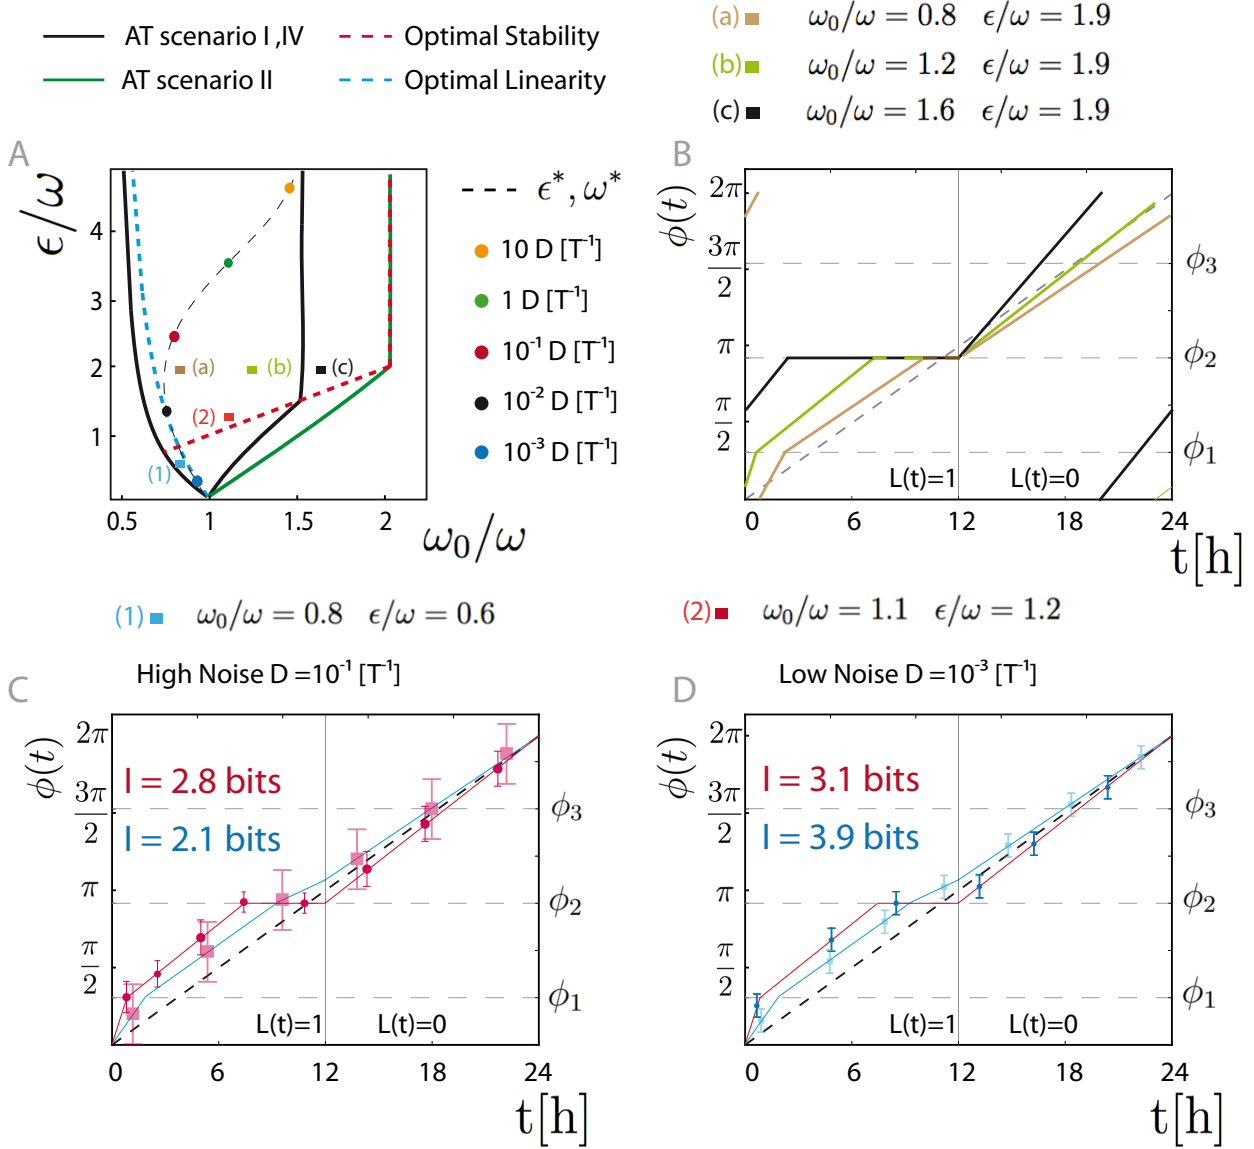 AT scenario I ,IV
Optimal Stability
AT scenario II
Optimal Linearity
(a) ω₀/ω = 0.8 ϵ/ω = 1.9
(b) ω₀/ω = 1.2 ϵ/ω = 1.9
(c) ω₀/ω = 1.6 ϵ/ω = 1.9
A
ϵ/ω
4
3
2
1
0.5 1 1.5 2
ω₀/ω
(a) (b) (c)
(2)
(1)
ϵ*, ω*
10 D [T⁻¹]
1 D [T⁻¹]
10⁻¹ D [T⁻¹]
10⁻² D [T⁻¹]
10⁻³ D [T⁻¹]
B
ϕ(t)
2π
3π/2
π
π/2
ϕ₃
ϕ₂
ϕ₁
L(t)=1 L(t)=0
0 6 12 18 24
t[h]
(1) ω₀/ω = 0.8 ϵ/ω = 0.6
(2) ω₀/ω = 1.1 ϵ/ω = 1.2
High Noise D =10⁻¹ [T⁻¹]
C
ϕ(t)
2π
3π/2
π
π/2
I = 2.8 bits
I = 2.1 bits
ϕ₃
ϕ₂
ϕ₁
L(t)=1 L(t)=0
0 6 12 18 24
t[h]
Low Noise D =10⁻³ [T⁻¹]
D
ϕ(t)
2π
3π/2
π
π/2
I = 3.1 bits
I = 3.9 bits
ϕ₃
ϕ₂
ϕ₁
L(t)=1 L(t)=0
0 6 12 18 24
t[h]